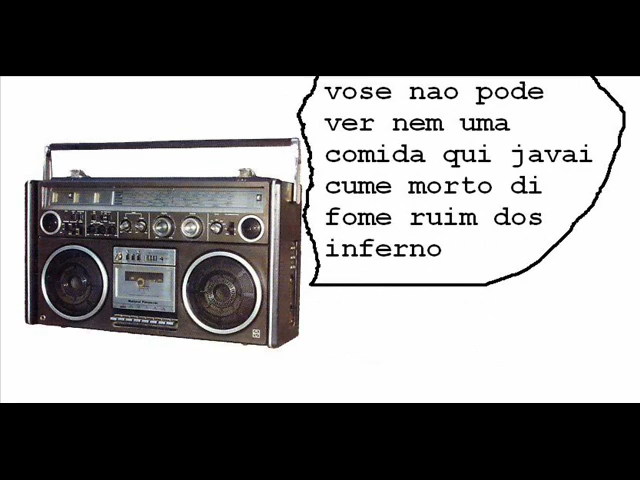 vose nao pode
ver nem uma
comida qui javai
cume morto di
fome ruim dos
inferno